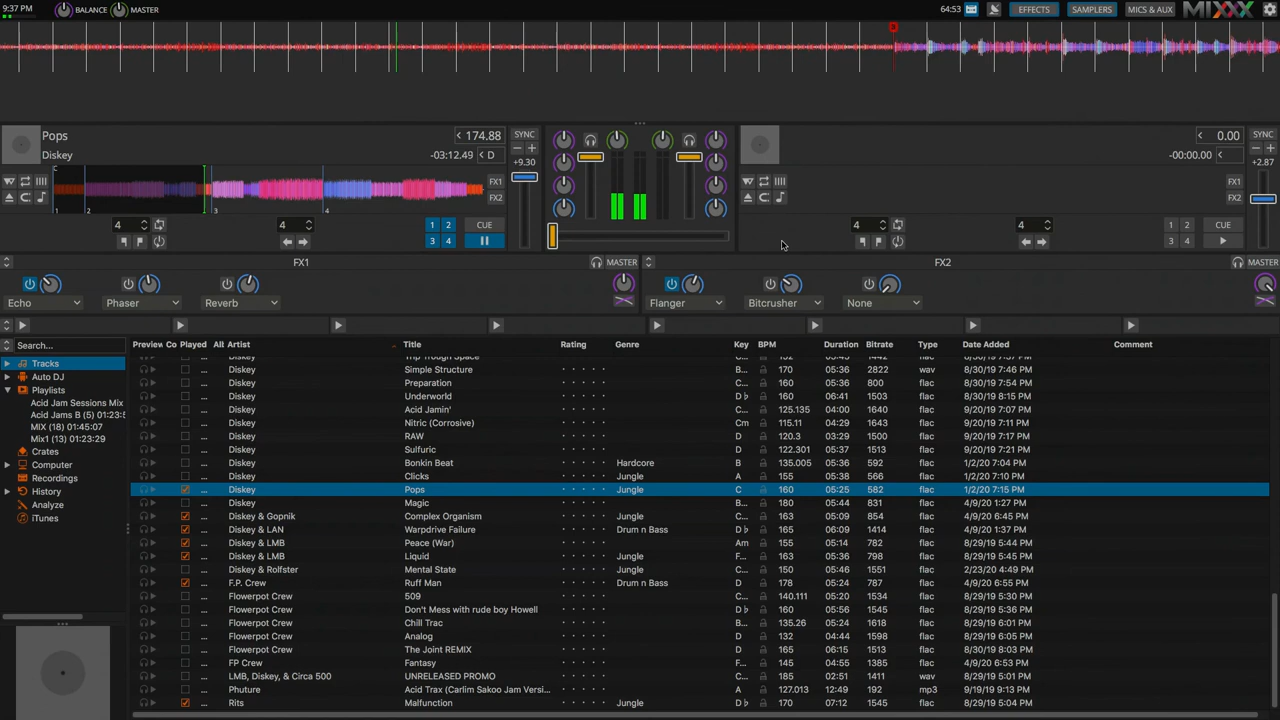 9:37 PM BALANCE MASTER 64:53 EFFECTS SAMPLERS MICS & AUX MIXXX
Pops 174.88 SYNC 0.00 SYNC
Diskey -03:12.49 D +9.30 -00:00.00 +2.87
C
FX1 FX1
FX2 FX2
1 2 3 4
4 4 1 2 CUE 4 4 1 2 CUE
3 4 3 4
FX1 MASTER FX2 MASTER
Echo Phaser Reverb Flanger Bitcrusher None
Search... Preview Co Played Alb Artist Title Rating Genre Key BPM Duration Bitrate Type Date Added Comment
Tracks
Auto DJ
Playlists
Acid Jam Sessions Mix
Acid Jams B (5) 01:23:5
MIX (18) 01:45:07
Mix1 (13) 01:23:29
Crates
Computer
Recordings
History
Analyze
iTunes
... Diskey Simple Structure B... 170 05:36 2822 wav 8/30/19 7:46 PM
... Diskey Preparation C... 160 05:36 800 flac 8/30/19 7:54 PM
... Diskey Underworld D♭ 160 06:41 1503 flac 8/30/19 8:15 PM
... Diskey Acid Jamin' C... 125.135 04:00 1640 flac 9/20/19 7:07 PM
... Diskey Nitric (Corrosive) Cm 115.11 04:29 1643 flac 9/20/19 7:11 PM
... Diskey RAW D 120.3 03:29 1500 flac 9/20/19 7:17 PM
... Diskey Sulfuric D 122.301 05:37 1513 flac 9/20/19 7:21 PM
... Diskey Bonkin Beat Hardcore B 135.005 05:36 592 flac 1/2/20 7:04 PM
... Diskey Clicks Jungle A 155 05:38 566 flac 1/2/20 7:10 PM
... Diskey Pops Jungle C 160 05:25 582 flac 1/2/20 7:15 PM
... Diskey Magic B... 180 05:44 831 flac 4/9/20 1:27 PM
... Diskey & Gopnik Complex Organism Jungle C... 163 05:09 854 flac 4/9/20 6:45 PM
... Diskey & LAN Warpdrive Failure Drum n Bass D♭ 165 06:09 1414 flac 4/9/20 1:37 PM
... Diskey & LMB Peace (War) Am 155 05:14 782 flac 8/29/19 5:44 PM
... Diskey & LMB Liquid Jungle F... 163 05:36 798 flac 8/29/19 5:45 PM
... Diskey & Rolfster Mental State C... 150 05:46 1551 flac 2/23/20 4:49 PM
... F.P. Crew Ruff Man Drum n Bass D 178 05:24 787 flac 4/9/20 6:55 PM
... Flowerpot Crew 509 C... 140.111 05:20 1534 flac 8/29/19 5:30 PM
... Flowerpot Crew Don't Mess with rude boy Howell D♭ 160 05:56 1545 flac 8/29/19 5:36 PM
... Flowerpot Crew Chill Trac C... 135.26 05:08 1618 flac 8/29/19 6:01 PM
... Flowerpot Crew Analog D 132 04:44 1598 flac 8/29/19 6:05 PM
... Flowerpot Crew The Joint REMIX D 165 06:15 1513 flac 8/29/19 8:03 PM
... FP Crew Fantasy F... 145 04:55 1385 flac 8/29/19 6:53 PM
... LMB, Diskey, & Circa 500 UNRELEASED PROMO C... 185 02:51 1411 wav 8/29/19 5:57 PM
... Phuture Acid Trax (Carlim Sakoo Jam Versi... A 127.013 12:49 192 mp3 9/19/19 9:13 PM
... Rits Malfunction Jungle D♭ 170 07:12 1545 flac 8/29/19 5:04 PM